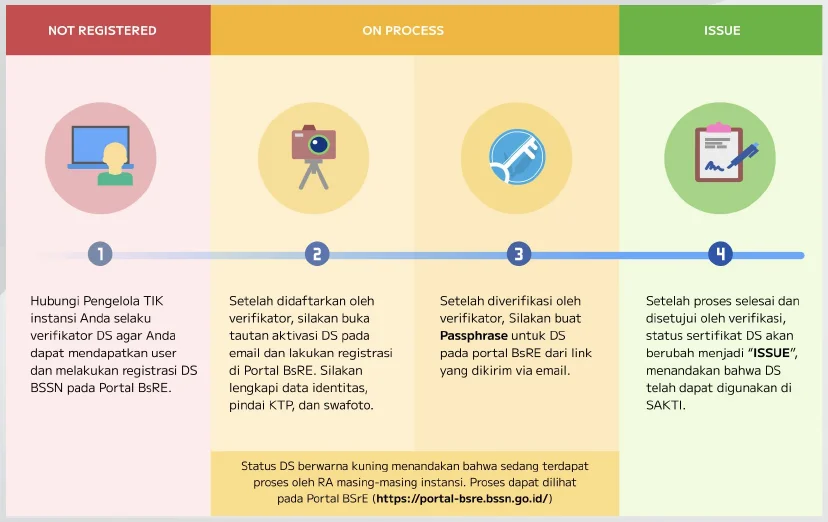 NOT REGISTERED
ON PROCESS
ISSUE
1
2
3
4
Hubungi Pengelola TIK
instansi Anda selaku
verifikator DS agar Anda
dapat mendapatkan user
dan melakukan registrasi DS
BSSN pada Portal BsRE.
Setelah didaftarkan oleh
verifikator, silakan buka
tautan aktivasi DS pada
email dan lakukan registrasi
di Portal BsRE. Silakan
lengkapi data identitas,
pindai KTP, dan swafoto.
Setelah diverifikasi oleh
verifikator, Silakan buat
Passphrase untuk DS
pada portal BsRE dari link
yang dikirim via email.
Setelah proses selesai dan
disetujui oleh verifikasi,
status sertifikat DS akan
berubah menjadi “ISSUE”,
menandakan bahwa DS
telah dapat digunakan di
SAKTI.
Status DS berwarna kuning menandakan bahwa sedang terdapat
proses oleh RA masing-masing instansi. Proses dapat dilihat
pada Portal BSrE (https://portal-bsre.bssn.go.id/)